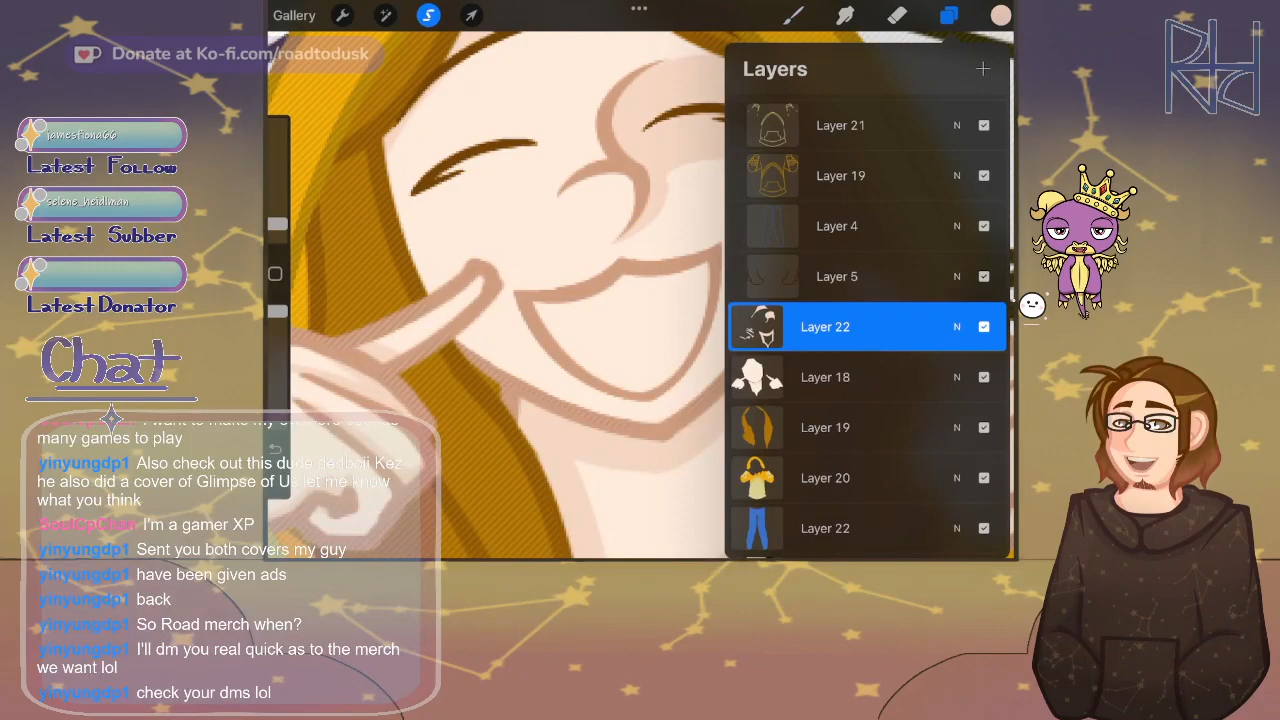 Gallery
Donate at Ko-fi.com/roadtodusk
Layers
Layer 21 N
Layer 19 N
Layer 4 N
Layer 5 N
Layer 22 N
Layer 18 N
Layer 19 N
Layer 20 N
Layer 22 N
jamesfiona66
Latest Follow
selene_heidlman
Latest Subber
Latest Donator
Chat
many games to play
yinyungdp1 Also check out this dude dedboii Kez
he also did a cover of Glimpse of Us let me know
what you think
I'm a gamer XP
yinyungdp1 Sent you both covers my guy
yinyungdp1 have been given ads
yinyungdp1 back
yinyungdp1 So Road merch when?
yinyungdp1 I'll dm you real quick as to the merch
we want lol
yinyungdp1 check your dms lol